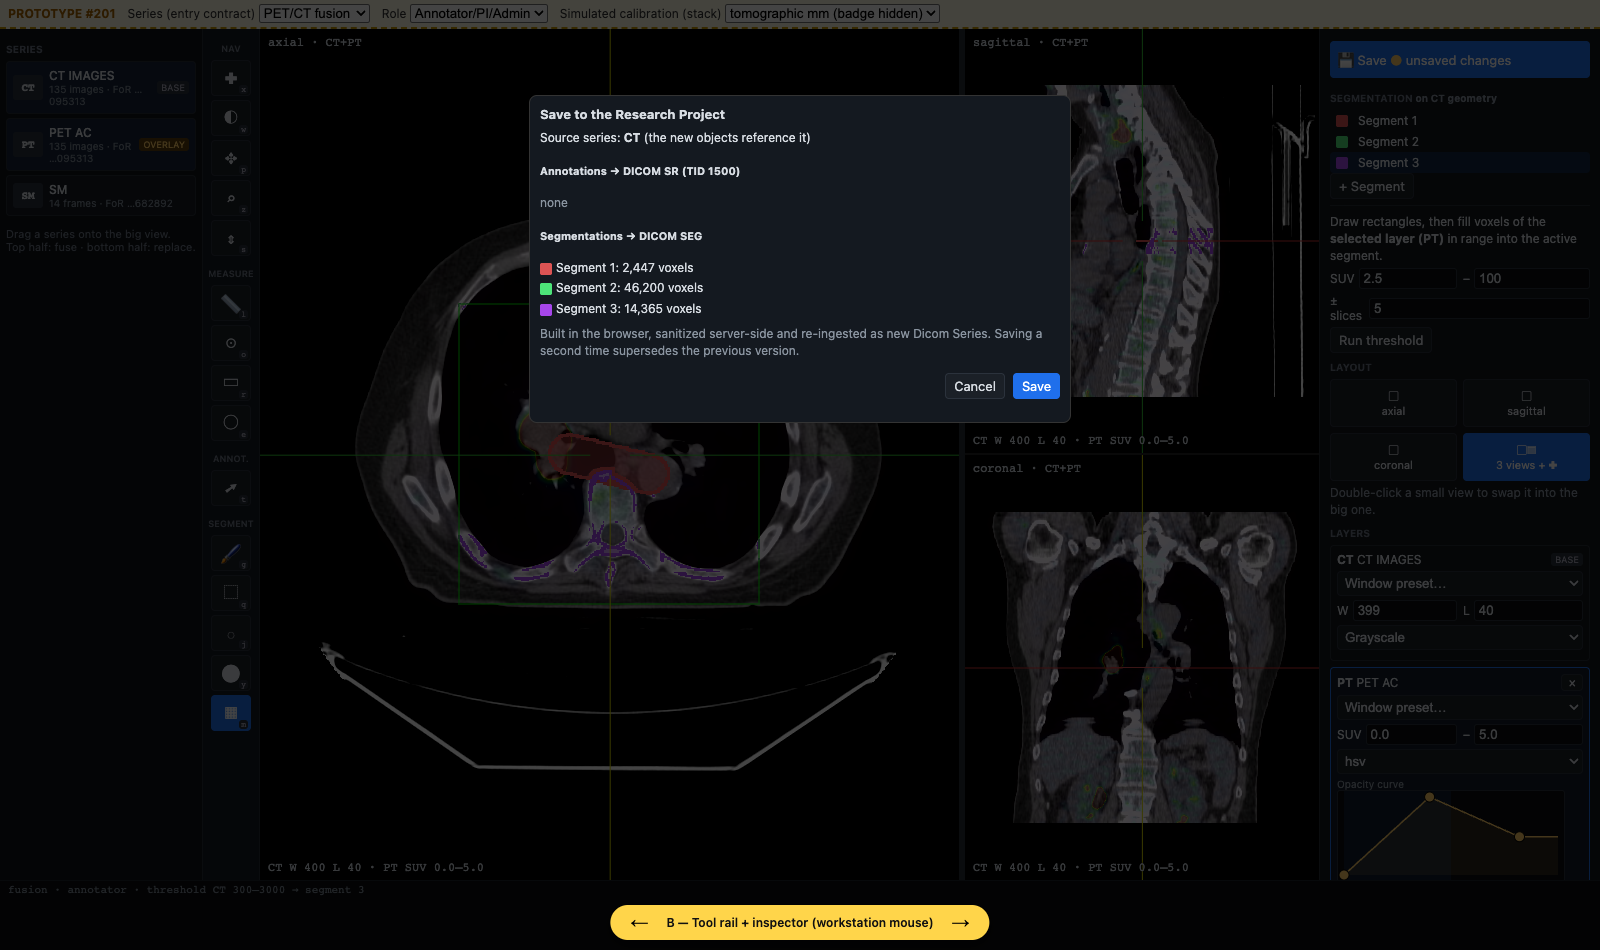 PROTOTYPE #201 Series (entry contract) PET/CT fusion Role Annotator/PI/Admin Simulated calibration (stack) tomographic mm (badge hidden)
SERIES
CT
CT IMAGES
135 images · FoR ...
095313
BASE
PT
PET AC
135 images · FoR
...095313
OVERLAY
SM
SM
14 frames · FoR ...682892
Drag a series onto the big view.
Top half: fuse · bottom half: replace.
NAV
w
p
z
MEASURE
l
o
r
e
ANNOT.
t
SEGMENT
g
q
j
y
m
axial · CT+PT
CT W 400 L 40 · PT SUV 0.0–5.0
sagittal · CT+PT
CT W 400 L 40 · PT SUV 0.0–5.0
coronal · CT+PT
CT W 400 L 40 · PT SUV 0.0–5.0
Save to the Research Project
Source series: CT (the new objects reference it)
Annotations → DICOM SR (TID 1500)
none
Segmentations → DICOM SEG
Segment 1: 2,447 voxels
Segment 2: 46,200 voxels
Segment 3: 14,365 voxels
Built in the browser, sanitized server-side and re-ingested as new Dicom Series. Saving a
second time supersedes the previous version.
Cancel Save
Save unsaved changes
SEGMENTATION on CT geometry
Segment 1
Segment 2
Segment 3
+ Segment
Draw rectangles, then fill voxels of the
selected layer (PT) in range into the active
segment.
SUV 2.5 – 100
±
slices 5
Run threshold
LAYOUT
axial
sagittal
coronal
3 views +
Double-click a small view to swap it into the
big one.
LAYERS
CT CT IMAGES BASE
Window preset...
W 399 L 40
Grayscale
PT PET AC ×
Window preset...
SUV 0.0 – 5.0
hsv
Opacity curve
fusion · annotator · threshold CT 300–3000 → segment 3
← B — Tool rail + inspector (workstation mouse) →